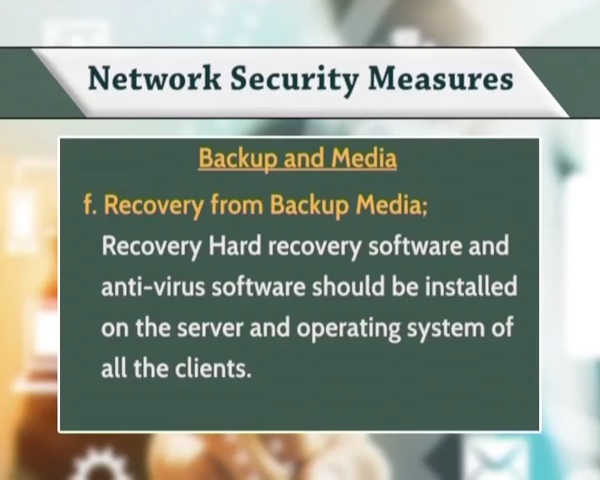 Network Security Measures
Backup and Media
f. Recovery from Backup Media;
Recovery Hard recovery software and
anti-virus software should be installed
on the server and operating system of
all the clients.